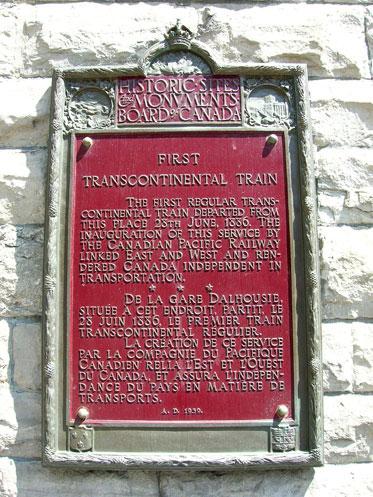 HISTORIC SITES
& MONVMENTS
BOARD OF CANADA
FIRST
TRANSCONTINENTAL TRAIN
THE FIRST REGULAR TRANS-
CONTINENTAL TRAIN DEPARTED FROM
THIS PLACE 28TH JUNE, 1886. THE
INAUGURATION OF THIS SERVICE BY
THE CANADIAN PACIFIC RAILWAY
LINKED EAST AND WEST AND REN-
DERED CANADA INDEPENDENT IN
TRANSPORTATION.
* * *
DE LA GARE DALHOUSIE,
SITUÉE A CET ENDROIT, PARTIT, LE
28 JUIN 1886, LE PREMIER TRAIN
TRANSCONTINENTAL RÉGULIER.
LA CRÉATION DE CE SERVICE
PAR LA COMPAGNIE DU PACIFIQUE
CANADIEN RELIA L'EST ET L'OUEST
DU CANADA, ET ASSURA L'INDÉPEN-
DANCE DU PAYS EN MATIÈRE DE
TRANSPORTS.
A. D. 1939.